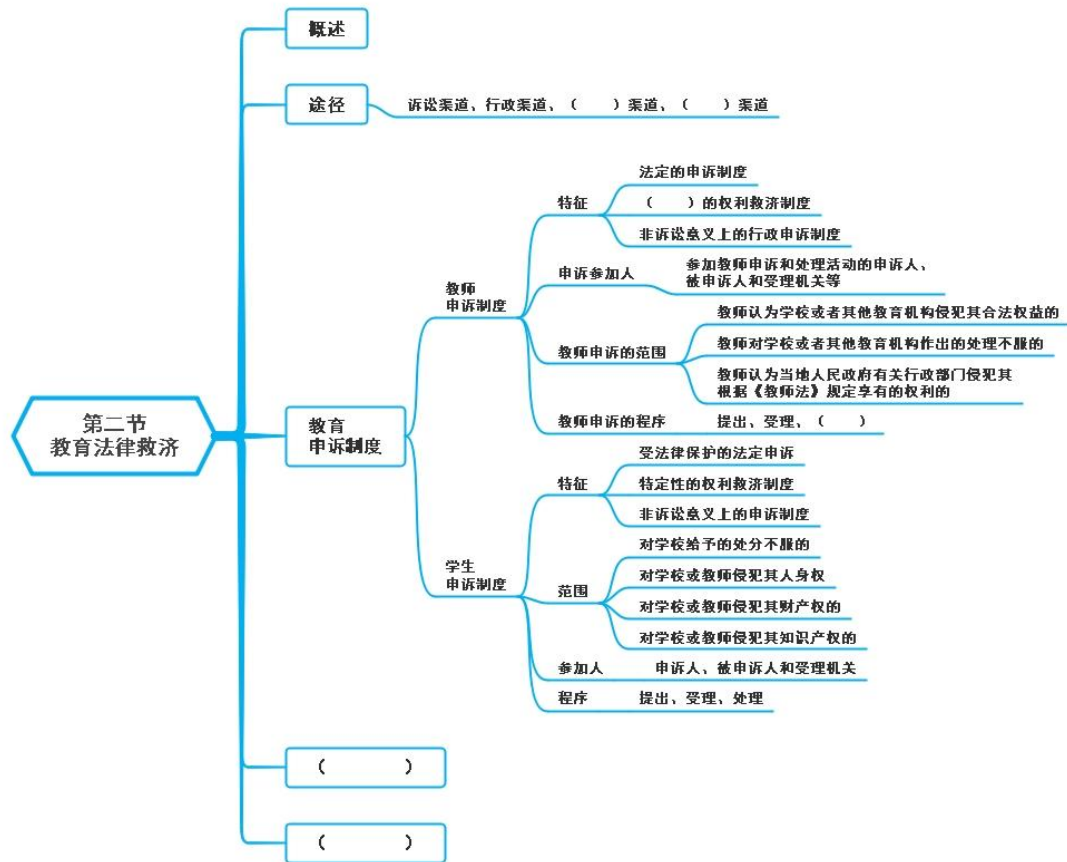 概述
途径
诉讼渠道、行政渠道、（　　）渠道、（　　）渠道
法定的申诉制度
特征
（　　）的权利救济制度
非诉讼意义上的行政申诉制度
申诉参加人
参加教师申诉和处理活动的申诉人、
被申诉人和受理机关等
教师
申诉制度
教师认为学校或者其他教育机构侵犯其合法权益的
教师申诉的范围
教师对学校或者其他教育机构作出的处理不服的
教师认为当地人民政府有关行政部门侵犯其
根据《教师法》规定享有的权利的
教师申诉的程序
提出、受理、（　　）
第二节
教育法律救济
教育
申诉制度
受法律保护的法定申诉
特征
特定性的权利救济制度
非诉讼意义上的申诉制度
学生
申诉制度
对学校给予的处分不服的
对学校或教师侵犯其人身权
范围
对学校或教师侵犯其财产权的
对学校或教师侵犯其知识产权的
参加人
申诉人、被申诉人和受理机关
程序
提出、受理、处理
（　　　　）
（　　　　）